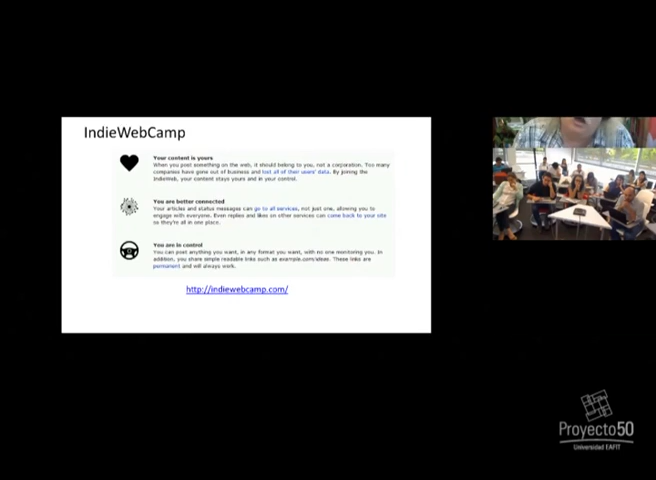 IndieWebCamp
Your content is yours
When you post something on the web, it should belong to you, not a corporation. Too many
companies have gone out of business and lost all of their users' data. By joining the
IndieWeb, your content stays yours and in your control.
You are better connected
Your articles and status messages can go to all services, not just one, allowing you to
engage with everyone. Even replies and likes on other services can come back to your site
so they're all in one place.
You are in control
You can post anything you want, in any format you want, with no one monitoring you. In
addition, you share simple readable links such as example.com/ideas. These links are
permanent and will always work.
http://indiewebcamp.com/
Proyecto50
Universidad EAFIT